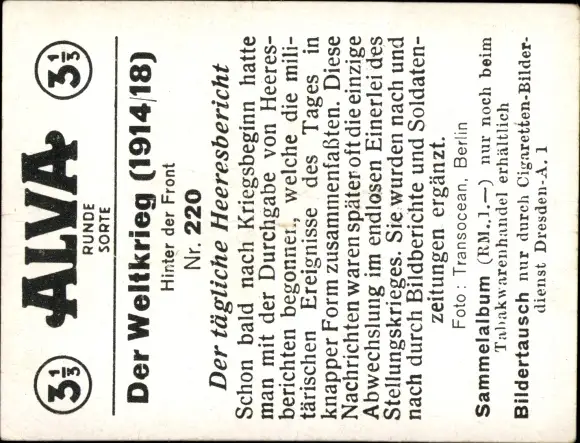 3⅓ ALVA 3⅓
RUNDE
SORTE
Der Weltkrieg (1914/18)
Hinter der Front
Nr. 220
Der tägliche Heeresbericht
Schon bald nach Kriegsbeginn hatte
man mit der Durchgabe von Heeres-
berichten begonnen, welche die mili-
tärischen Ereignisse des Tages in
knapper Form zusammenfaßten. Diese
Nachrichten waren später oft die einzige
Abwechslung im endlosen Einerlei des
Stellungskrieges. Sie wurden nach und
nach durch Bildberichte und Soldaten-
zeitungen ergänzt.
Foto: Transocean, Berlin
Sammelalbum (RM. 1.—) nur noch beim
Tabakwarenhandel erhältlich
Bildertausch nur durch Cigaretten-Bilder-
dienst Dresden-A. 1